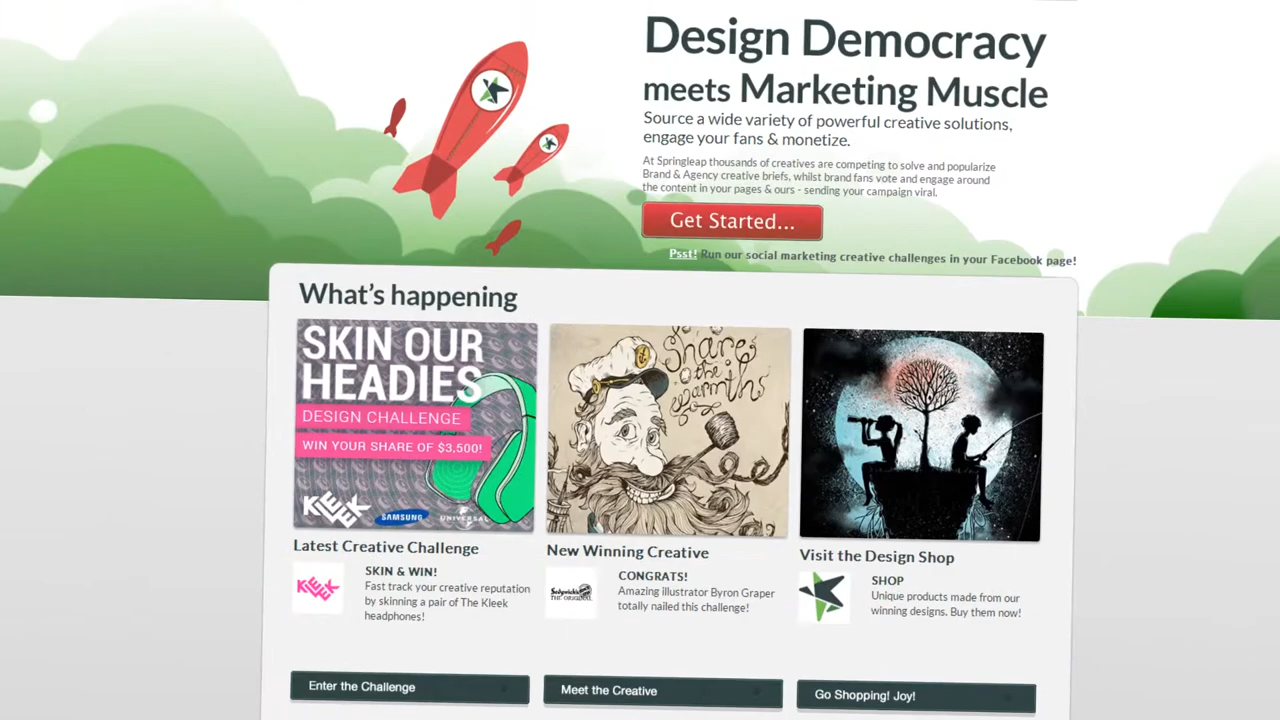 Design Democracy
meets Marketing Muscle
Source a wide variety of powerful creative solutions,
engage your fans & monetize.
At Springleap thousands of creatives are competing to solve and popularize
Brand & Agency creative briefs, whilst brand fans vote and engage around
the content in your pages & ours - sending your campaign viral.
Get Started...
Psst! Run our social marketing creative challenges in your Facebook page!
What's happening
SKIN OUR
HEADIES
DESIGN CHALLENGE
WIN YOUR SHARE OF $3,500!
KLEEK
SAMSUNG
UNIVERSAL
Share
the
warmths
Latest Creative Challenge
New Winning Creative
Visit the Design Shop
KLEEK
SKIN & WIN!
Fast track your creative reputation
by skinning a pair of The Kleek
headphones!
THE ORIGINAL
CONGRATS!
Amazing illustrator Byron Graper
totally nailed this challenge!
SHOP
Unique products made from our
winning designs. Buy them now!
Enter the Challenge
Meet the Creative
Go Shopping! Joy!